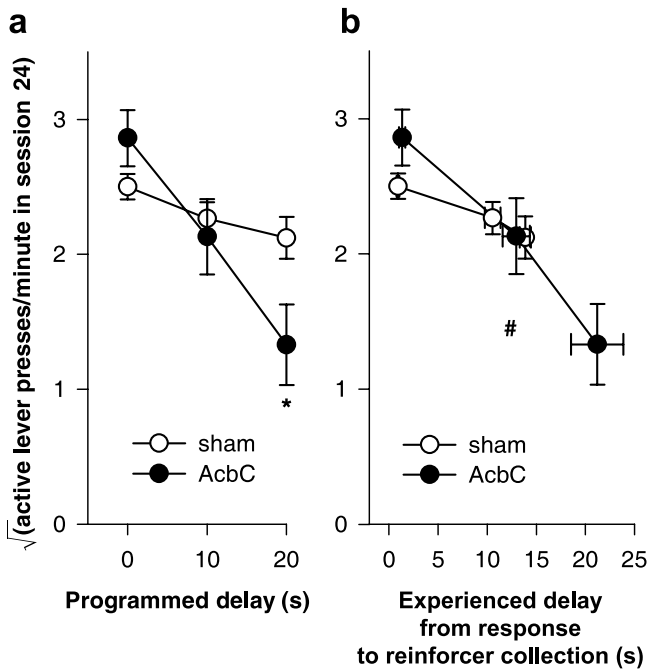 a
b
√(active lever presses/minute in session 24)
3
2
1
0
0 10 20
Programmed delay (s)
sham
AcbC
*
3
2
1
0
0 5 10 15 20 25
Experienced delay
from response
to reinforcer collection (s)
sham
AcbC
#